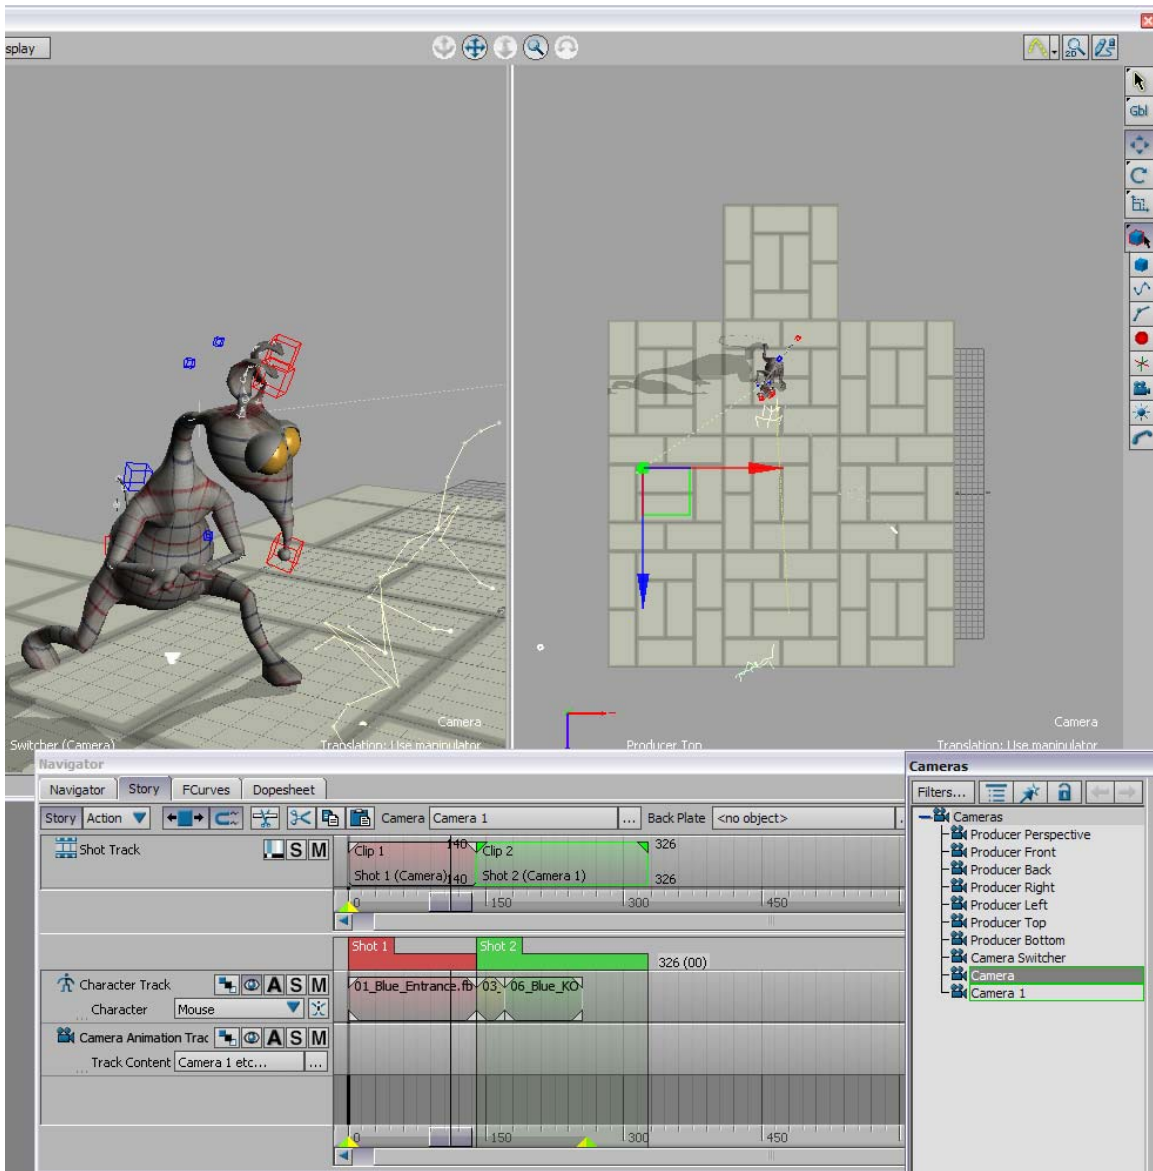 splay
2D
Gbl
Camera
Switcher (Camera)
Translation: Use manipulator
Camera
Producer Top
Translation: Use manipulator
Navigator
Navigator Story FCurves Dopesheet
Story Action Camera Camera 1 ... Back Plate <no object>
Shot Track S M
Clip 1 140 Clip 2 326
Shot 1 (Camera) 140 Shot 2 (Camera 1) 326
0 150 300 450
Shot 1 Shot 2
326 (00)
Character Track A S M
01_Blue_Entrance.fb 03_ 06_Blue_KO
Character Mouse
Camera Animation Trac A S M
Track Content Camera 1 etc... ...
0 150 300 450
Cameras
Filters...
Cameras
Producer Perspective
Producer Front
Producer Back
Producer Right
Producer Left
Producer Top
Producer Bottom
Camera Switcher
Camera
Camera 1